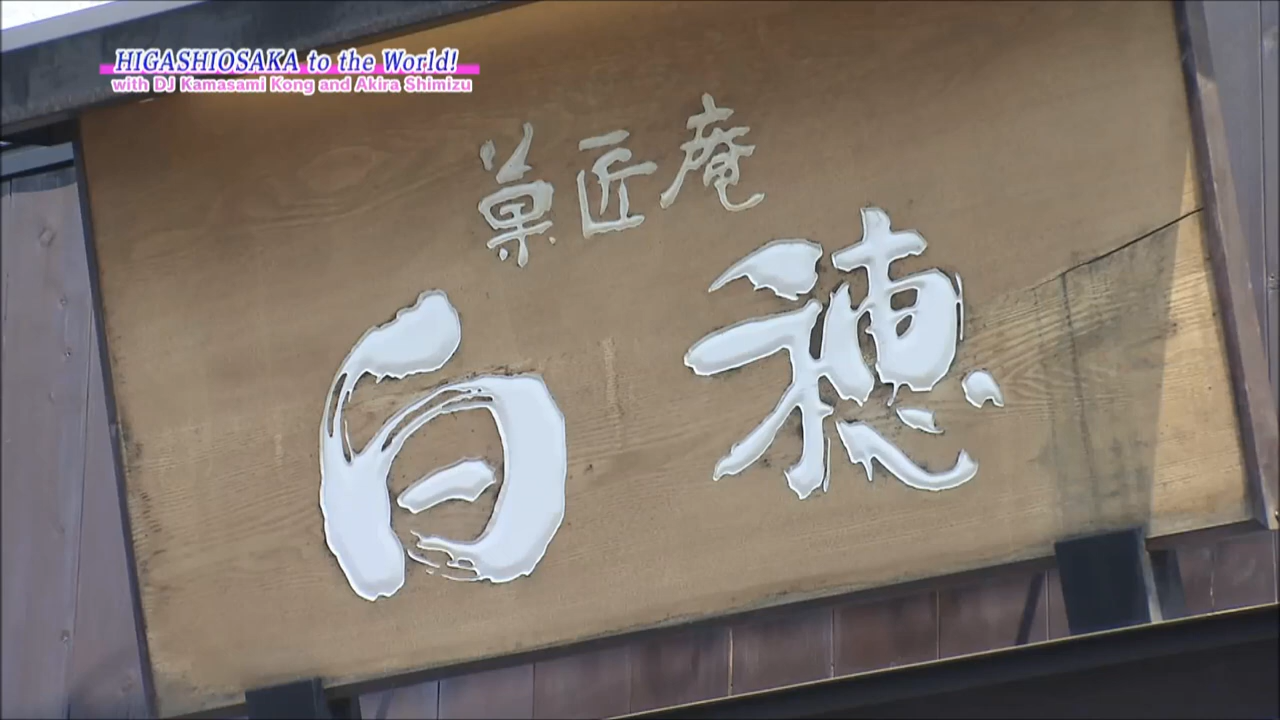 HIGASHIOSAKA to the World!
with DJ Kamasami Kong and Akira Shimizu
菓匠庵
白穂